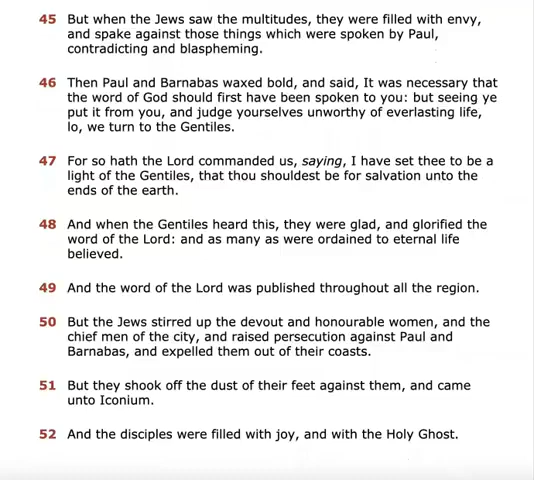 45 But when the Jews saw the multitudes, they were filled with envy,
and spake against those things which were spoken by Paul,
contradicting and blaspheming.
46 Then Paul and Barnabas waxed bold, and said, It was necessary that
the word of God should first have been spoken to you: but seeing ye
put it from you, and judge yourselves unworthy of everlasting life,
lo, we turn to the Gentiles.
47 For so hath the Lord commanded us, saying, I have set thee to be a
light of the Gentiles, that thou shouldest be for salvation unto the
ends of the earth.
48 And when the Gentiles heard this, they were glad, and glorified the
word of the Lord: and as many as were ordained to eternal life
believed.
49 And the word of the Lord was published throughout all the region.
50 But the Jews stirred up the devout and honourable women, and the
chief men of the city, and raised persecution against Paul and
Barnabas, and expelled them out of their coasts.
51 But they shook off the dust of their feet against them, and came
unto Iconium.
52 And the disciples were filled with joy, and with the Holy Ghost.